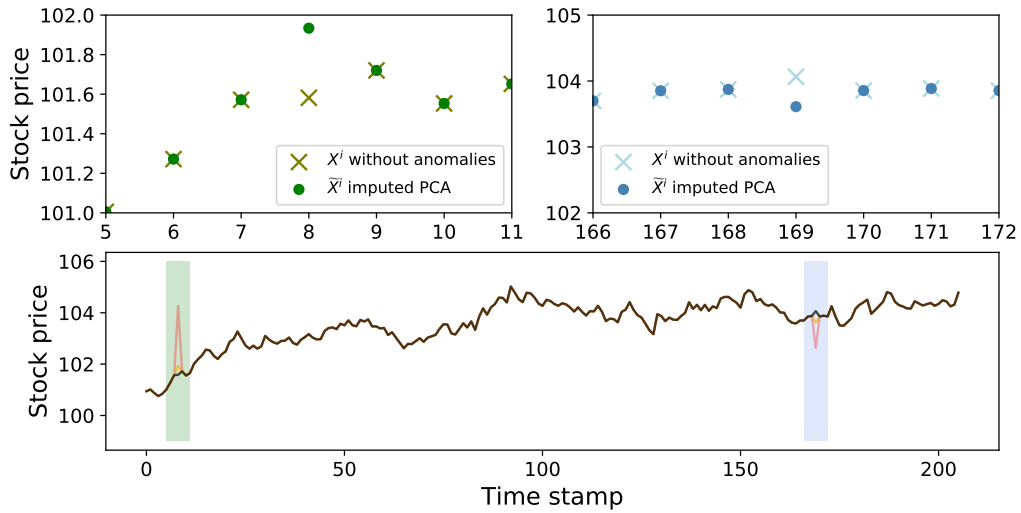 Stock price
102.0
101.8
101.6
101.4
101.2
101.0
5 6 7 8 9 10 11
Xⁱ without anomalies
X̃ⁱ imputed PCA
105
104
103
102
166 167 168 169 170 171 172
Xⁱ without anomalies
X̃ⁱ imputed PCA
Stock price
106
104
102
100
0 50 100 150 200
Time stamp